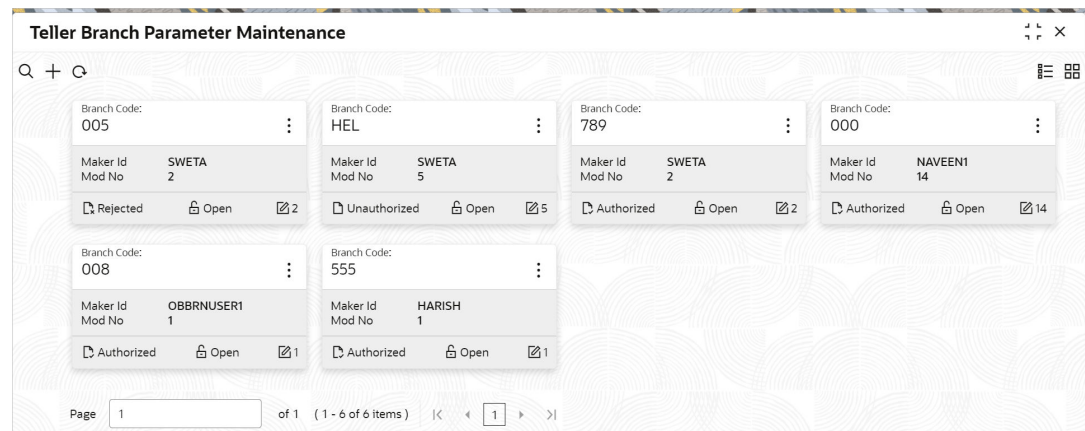 Teller Branch Parameter Maintenance
Branch Code:
005
Maker Id SWETA
Mod No 2
Rejected Open 2
Branch Code:
HEL
Maker Id SWETA
Mod No 5
Unauthorized Open 5
Branch Code:
789
Maker Id SWETA
Mod No 2
Authorized Open 2
Branch Code:
000
Maker Id NAVEEN1
Mod No 14
Authorized Open 14
Branch Code:
008
Maker Id OBBRNUSER1
Mod No 1
Authorized Open 1
Branch Code:
555
Maker Id HARISH
Mod No 1
Authorized Open 1
Page 1 of 1 ( 1 - 6 of 6 items ) 1